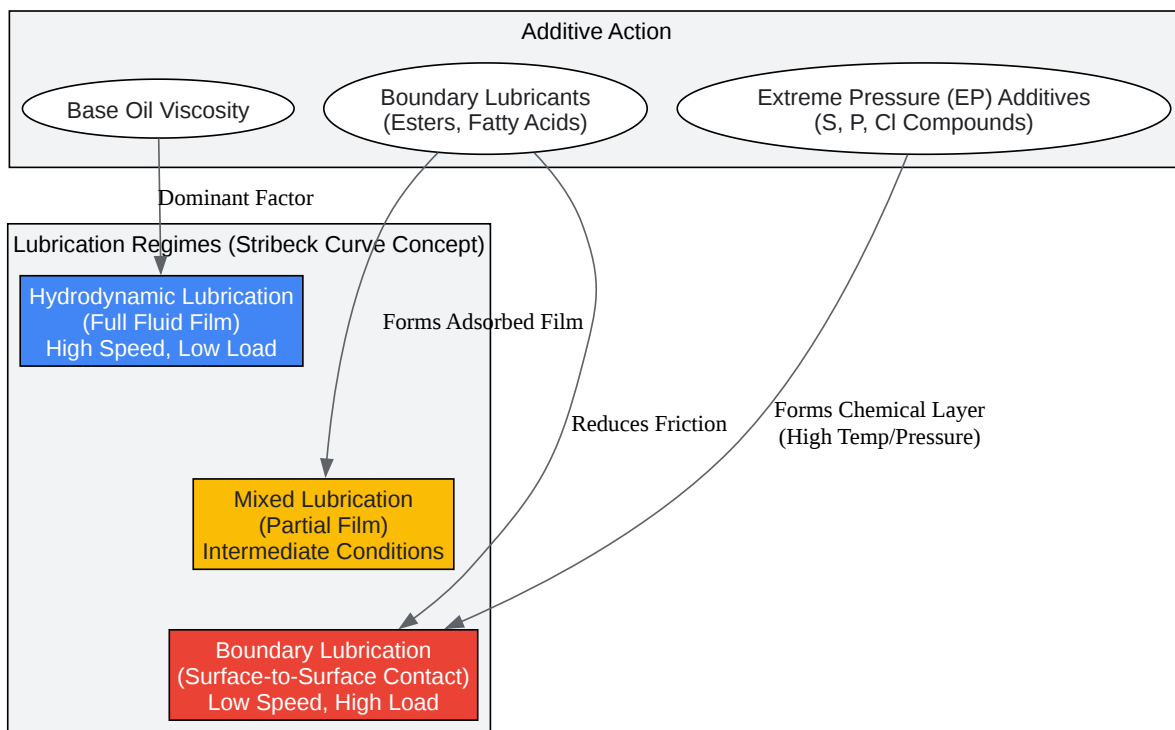 Additive Action
Base Oil Viscosity
Boundary Lubricants
(Esters, Fatty Acids)
Extreme Pressure (EP) Additives
(S, P, Cl Compounds)
Dominant Factor
Lubrication Regimes (Stribeck Curve Concept)
Hydrodynamic Lubrication
(Full Fluid Film)
High Speed, Low Load
Forms Adsorbed Film
Reduces Friction
Forms Chemical Layer
(High Temp/Pressure)
Mixed Lubrication
(Partial Film)
Intermediate Conditions
Boundary Lubrication
(Surface-to-Surface Contact)
Low Speed, High Load